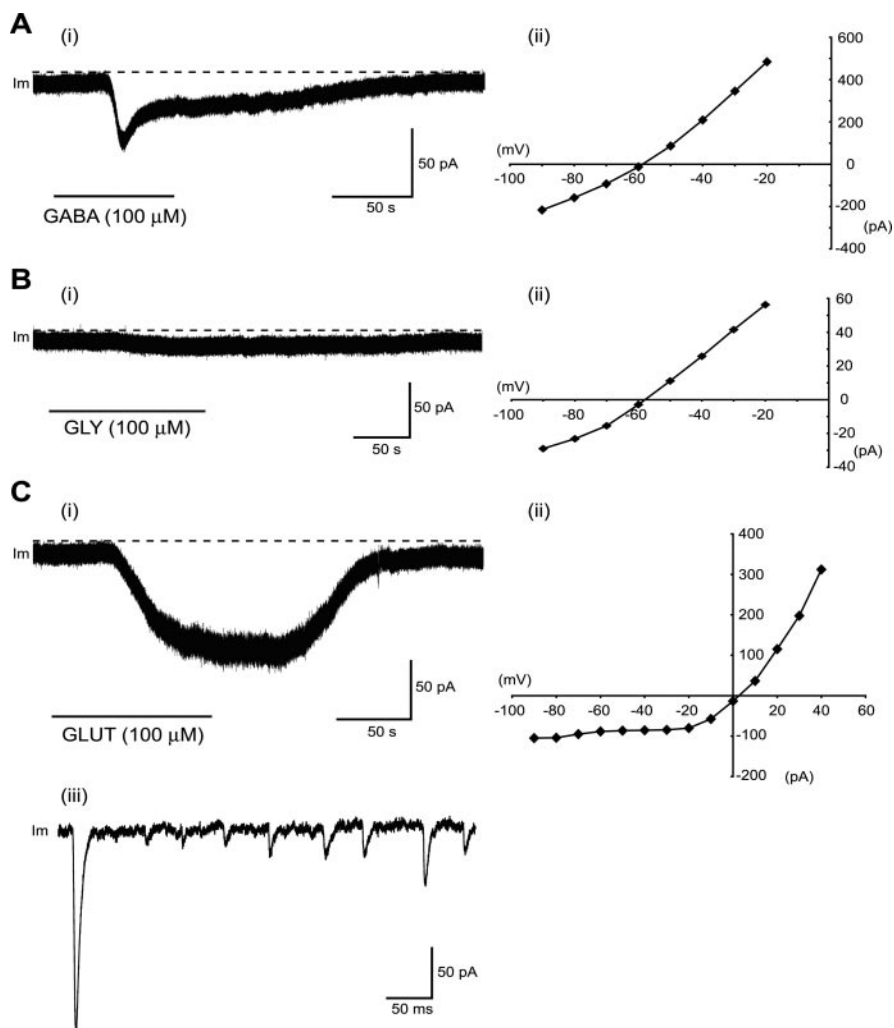 A
(i)
Im
50 pA
50 s
GABA (100 µM)
(ii)
600
400
200
0
-200
-400
(mV)
-100 -80 -60 -40 -20
(pA)
B
(i)
Im
50 pA
50 s
GLY (100 µM)
(ii)
60
40
20
0
-20
-40
(mV)
-100 -80 -60 -40 -20
(pA)
C
(i)
Im
50 pA
50 s
GLUT (100 µM)
(ii)
400
300
200
100
-100
-200
(mV)
-100 -80 -60 -40 -20 0 20 40 60
(pA)
(iii)
Im
50 pA
50 ms